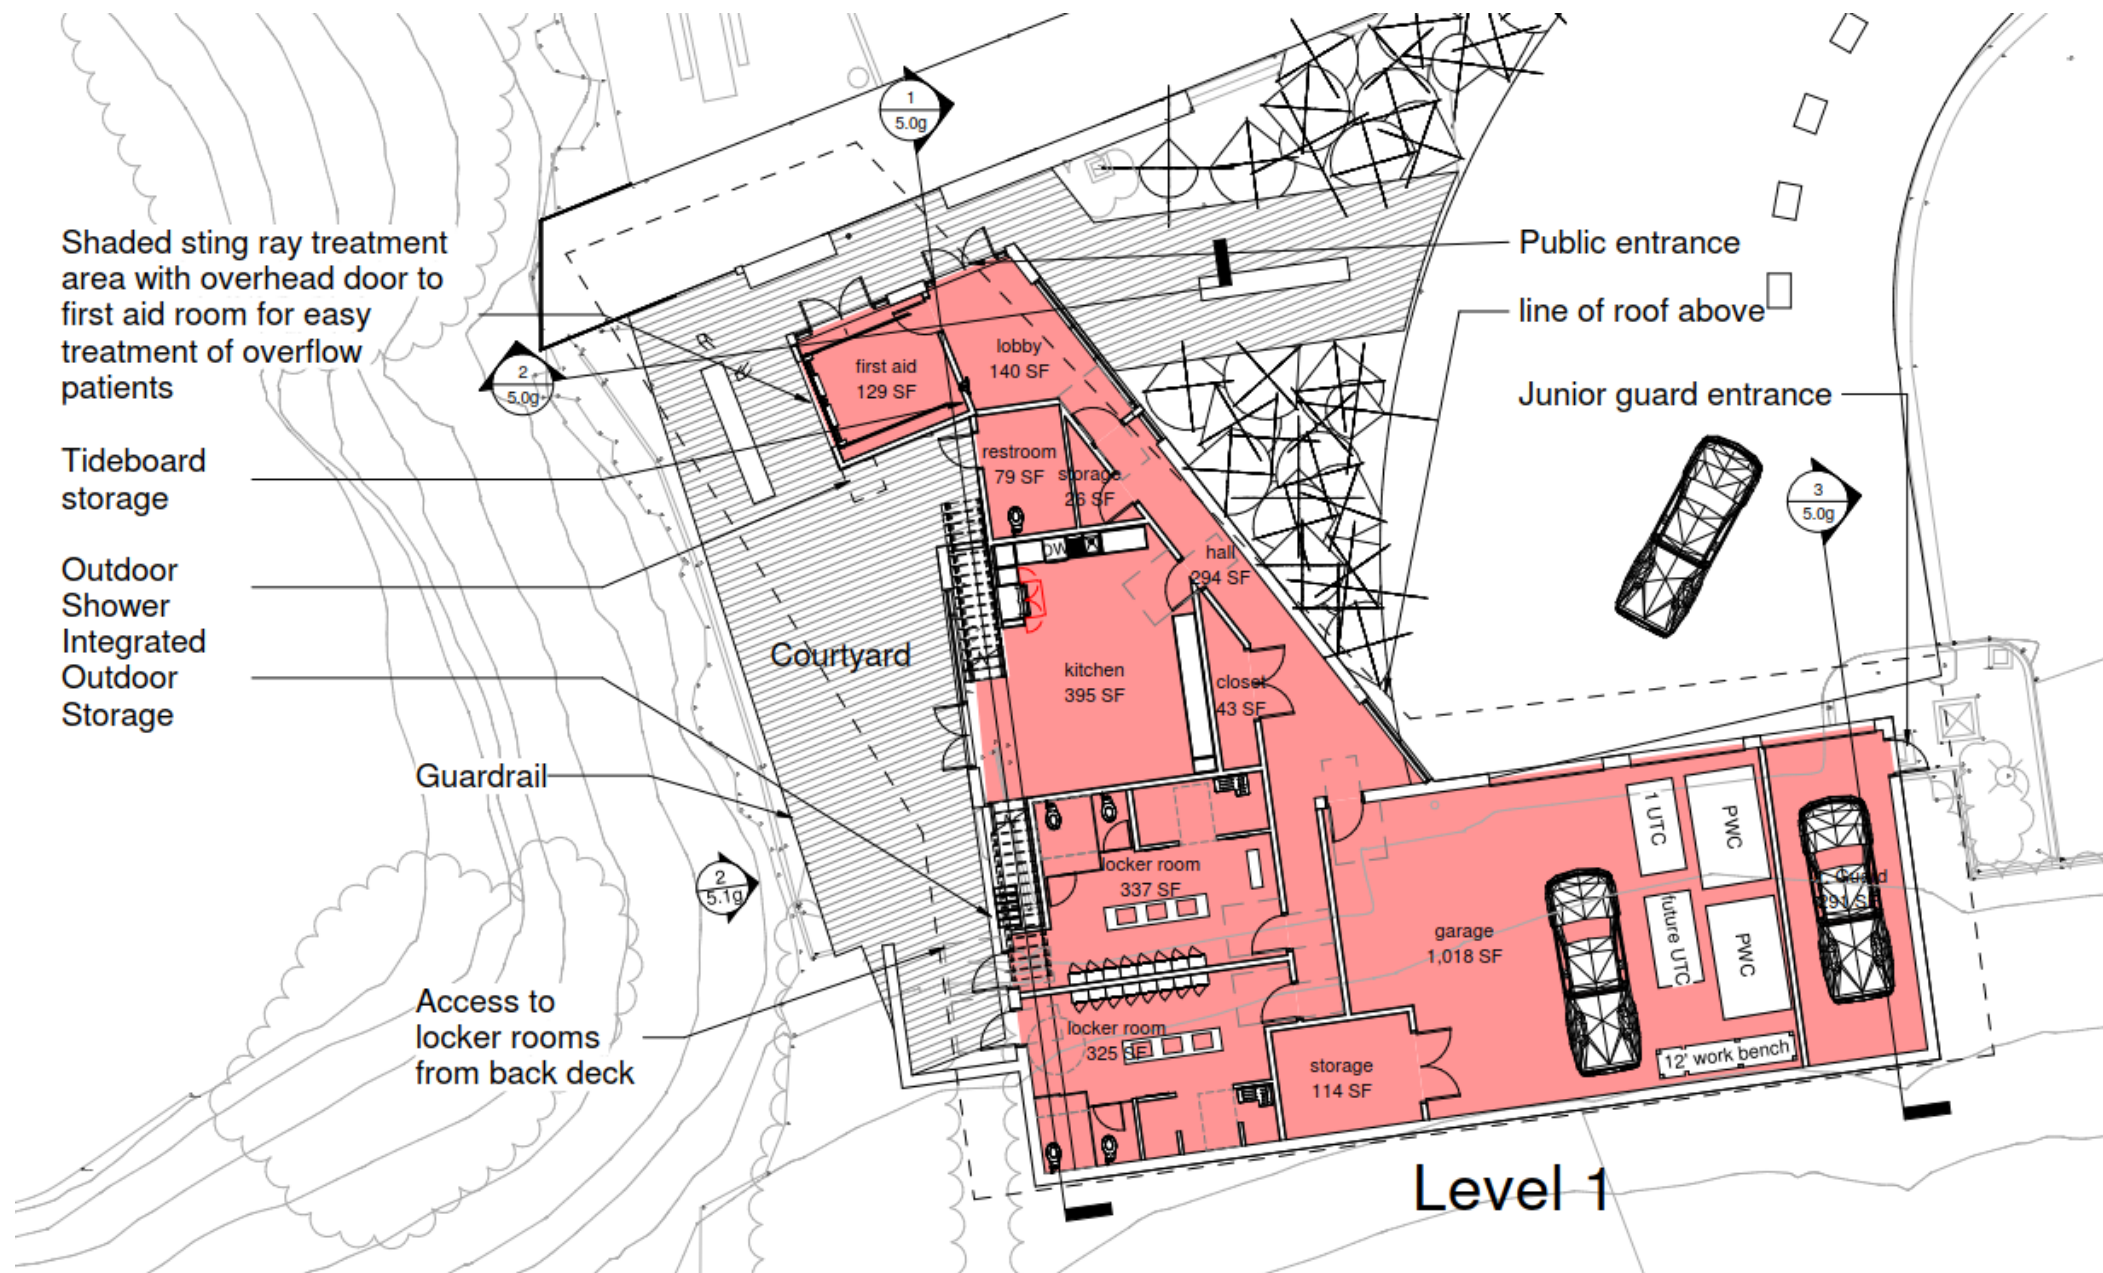 1
5.0g
Shaded sting ray treatment
area with overhead door to
first aid room for easy
treatment of overflow
patients
Tideboard
storage
Outdoor
Shower
Integrated
Outdoor
Storage
Guardrail
Access to
locker rooms
from back deck
2
5.0g
2
5.1g
Courtyard
first aid
129 SF
lobby
140 SF
restroom
79 SF
storage
26 SF
DW
hall
294 SF
kitchen
395 SF
closet
43 SF
locker room
337 SF
locker room
325 SF
storage
114 SF
garage
1,018 SF
1 UTC
PWC
future UTC
PWC
12' work bench
Guard
291 SF
Public entrance
line of roof above
Junior guard entrance
3
5.0g
Level 1